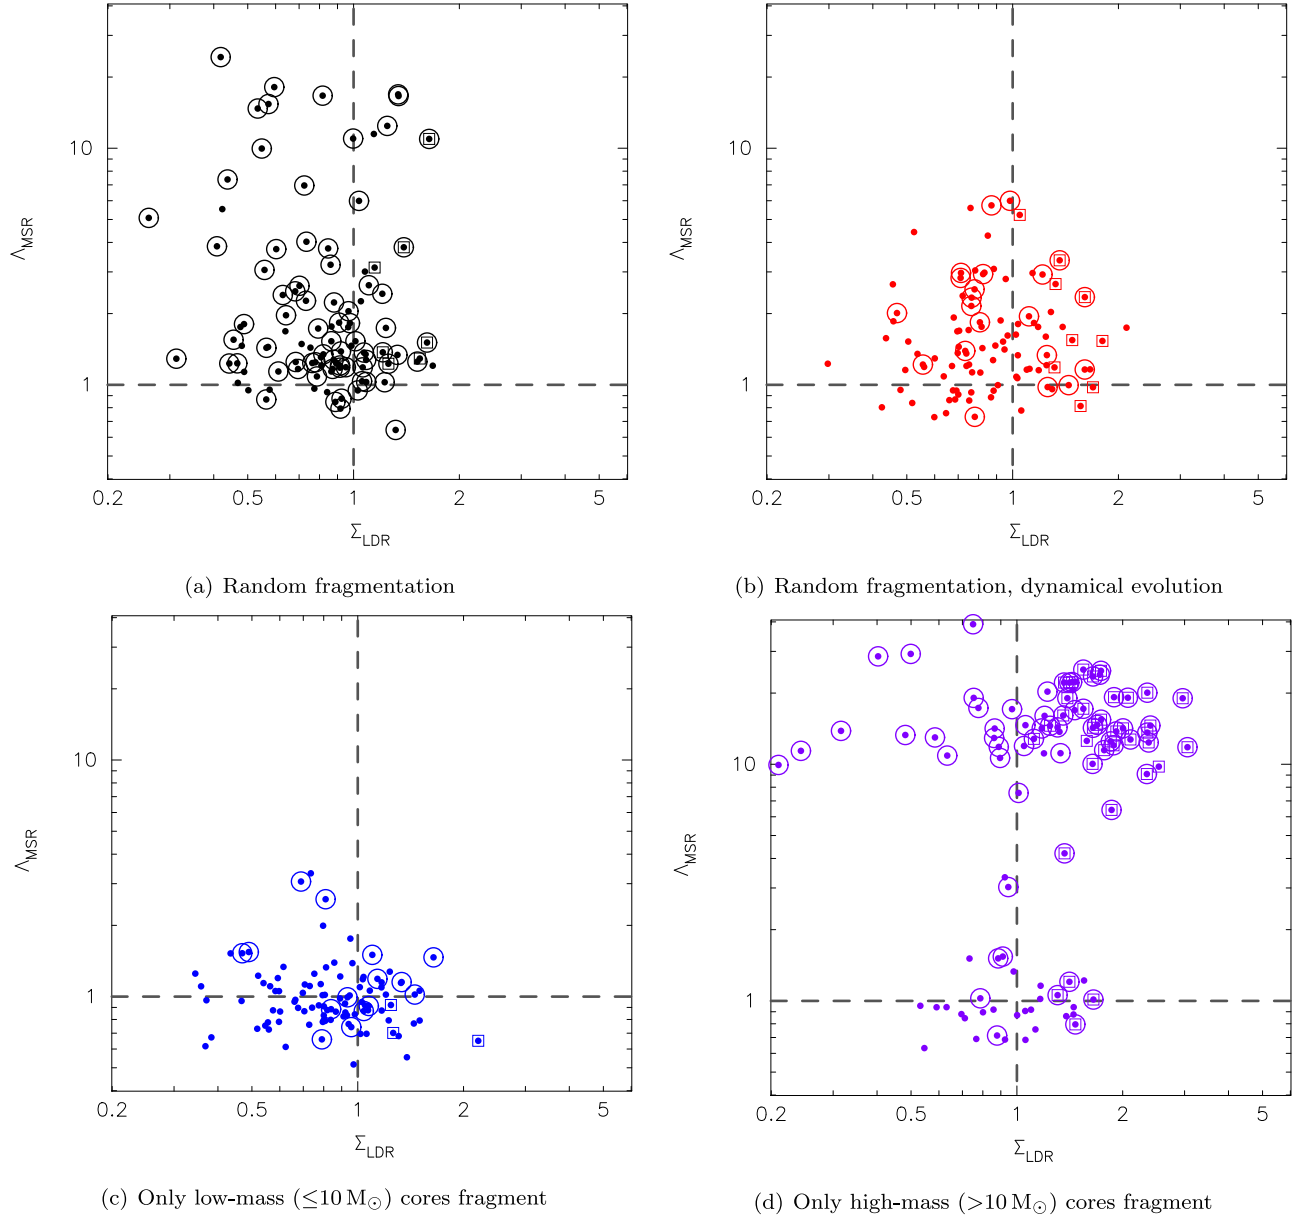 10
1
Λ_MSR
0.2 0.5 1 2 5
Σ_LDR
(a) Random fragmentation
10
1
Λ_MSR
0.2 0.5 1 2 5
Σ_LDR
(b) Random fragmentation, dynamical evolution
10
1
Λ_MSR
0.2 0.5 1 2 5
Σ_LDR
(c) Only low-mass (≤10 M⊙) cores fragment
10
1
Λ_MSR
0.2 0.5 1 2 5
Σ_LDR
(d) Only high-mass (>10 M⊙) cores fragment